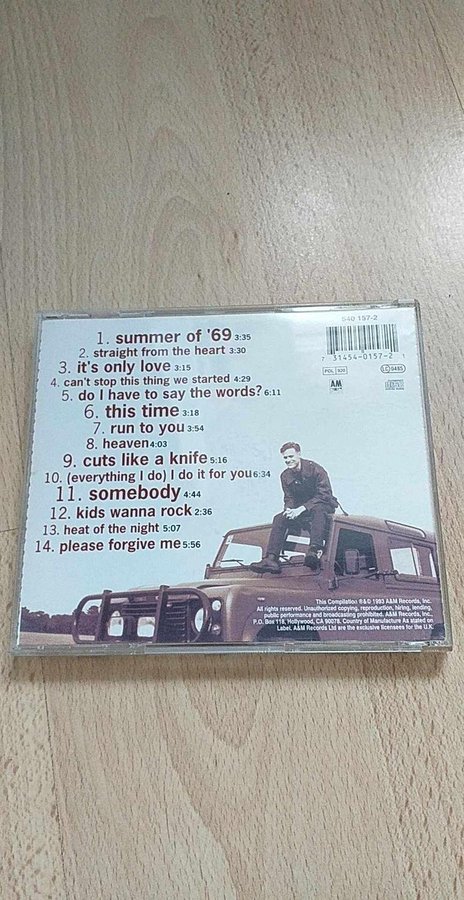 540 157-2
7 31454-0157-2 1
AM
POL 920
LC 0485
1. summer of '69 3:35
2. straight from the heart 3:30
3. it's only love 3:15
4. can't stop this thing we started 4:29
5. do I have to say the words? 6:11
6. this time 3:18
7. run to you 3:54
8. heaven 4:03
9. cuts like a knife 5:16
10. (everything I do) I do it for you 6:34
11. somebody 4:44
12. kids wanna rock 2:36
13. heat of the night 5:07
14. please forgive me 5:56
This Compilation ℗&© 1993 A&M Records, Inc.
All rights reserved. Unauthorized copying, reproduction, hiring, lending,
public performance and broadcasting prohibited. A&M Records, Inc.,
P.O. Box 118, Hollywood, CA 90078. Country of Manufacture As stated on
Label. A&M Records Ltd are the exclusive licensees for the U.K.